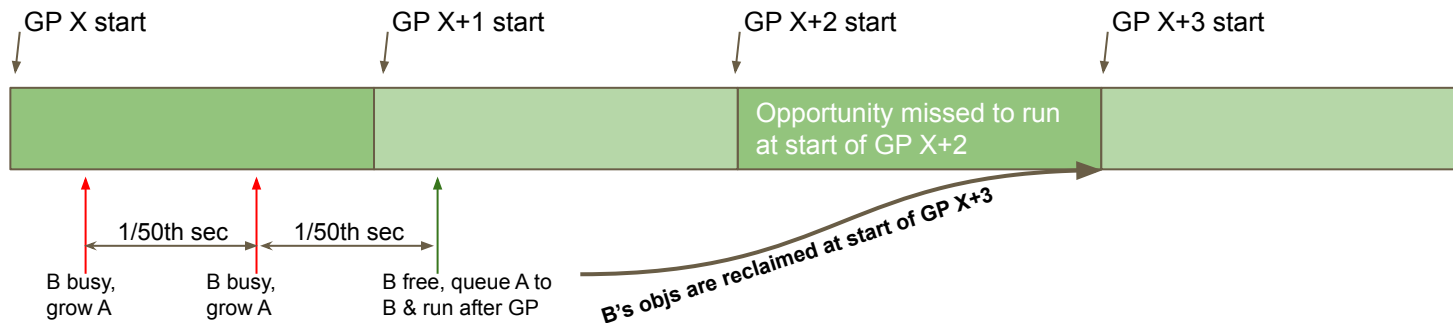 GP X start
GP X+1 start
GP X+2 start
GP X+3 start
Opportunity missed to run
at start of GP X+2
1/50th sec
1/50th sec
B busy,
grow A
B busy,
grow A
B free, queue A to
B & run after GP
B's objs are reclaimed at start of GP X+3